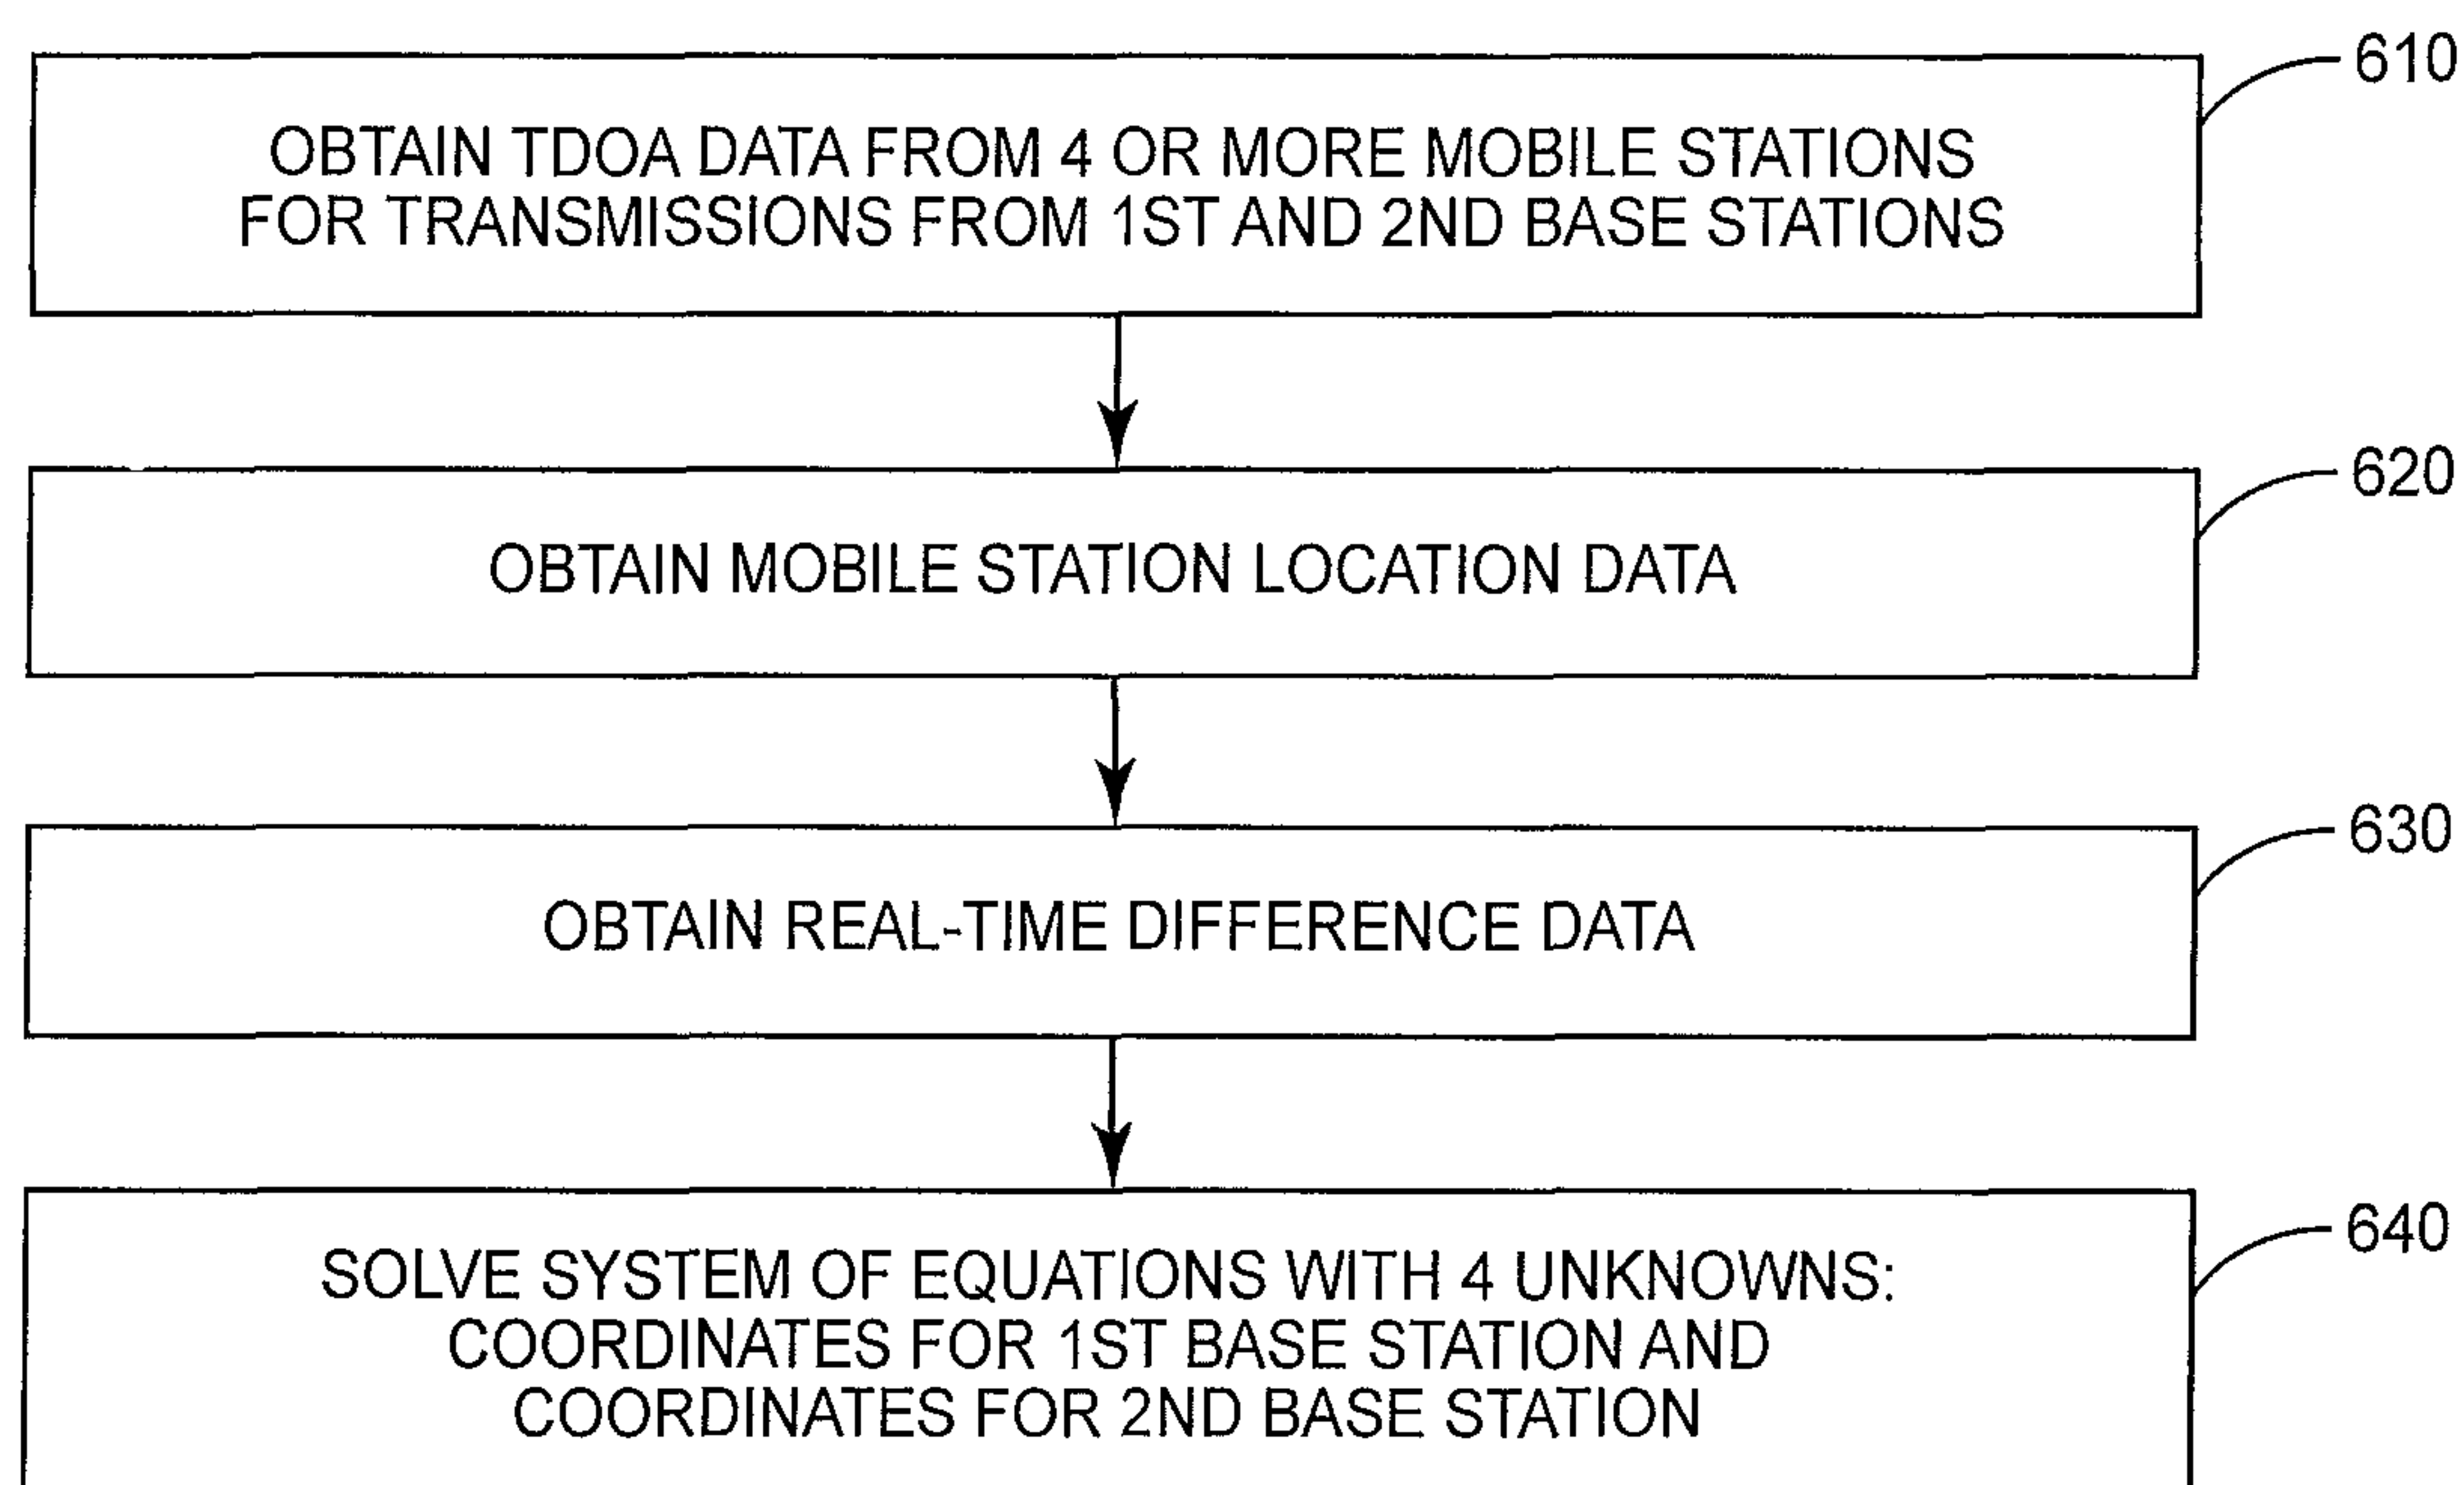 610
OBTAIN TDOA DATA FROM 4 OR MORE MOBILE STATIONS
FOR TRANSMISSIONS FROM 1ST AND 2ND BASE STATIONS
620
OBTAIN MOBILE STATION LOCATION DATA
630
OBTAIN REAL-TIME DIFFERENCE DATA
640
SOLVE SYSTEM OF EQUATIONS WITH 4 UNKNOWNS:
COORDINATES FOR 1ST BASE STATION AND
COORDINATES FOR 2ND BASE STATION